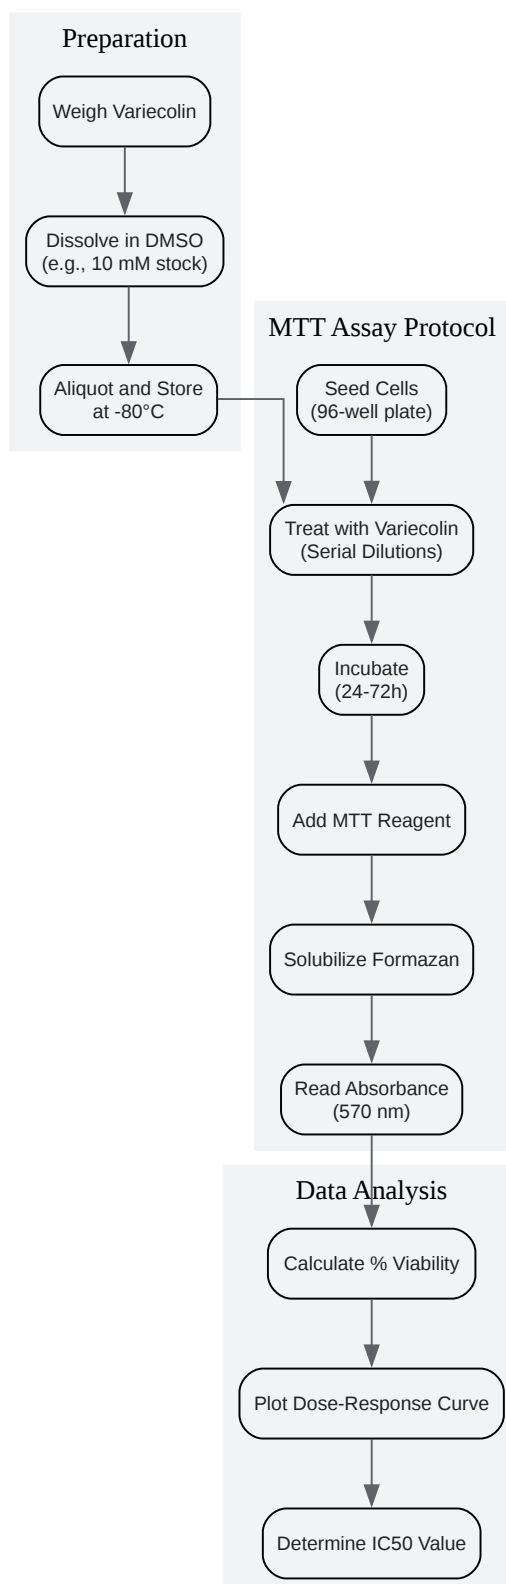 Preparation
Weigh Variecolin
Dissolve in DMSO
(e.g., 10 mM stock)
Aliquot and Store
at -80°C
MTT Assay Protocol
Seed Cells
(96-well plate)
Treat with Variecolin
(Serial Dilutions)
Incubate
(24-72h)
Add MTT Reagent
Solubilize Formazan
Read Absorbance
(570 nm)
Data Analysis
Calculate % Viability
Plot Dose-Response Curve
Determine IC50 Value